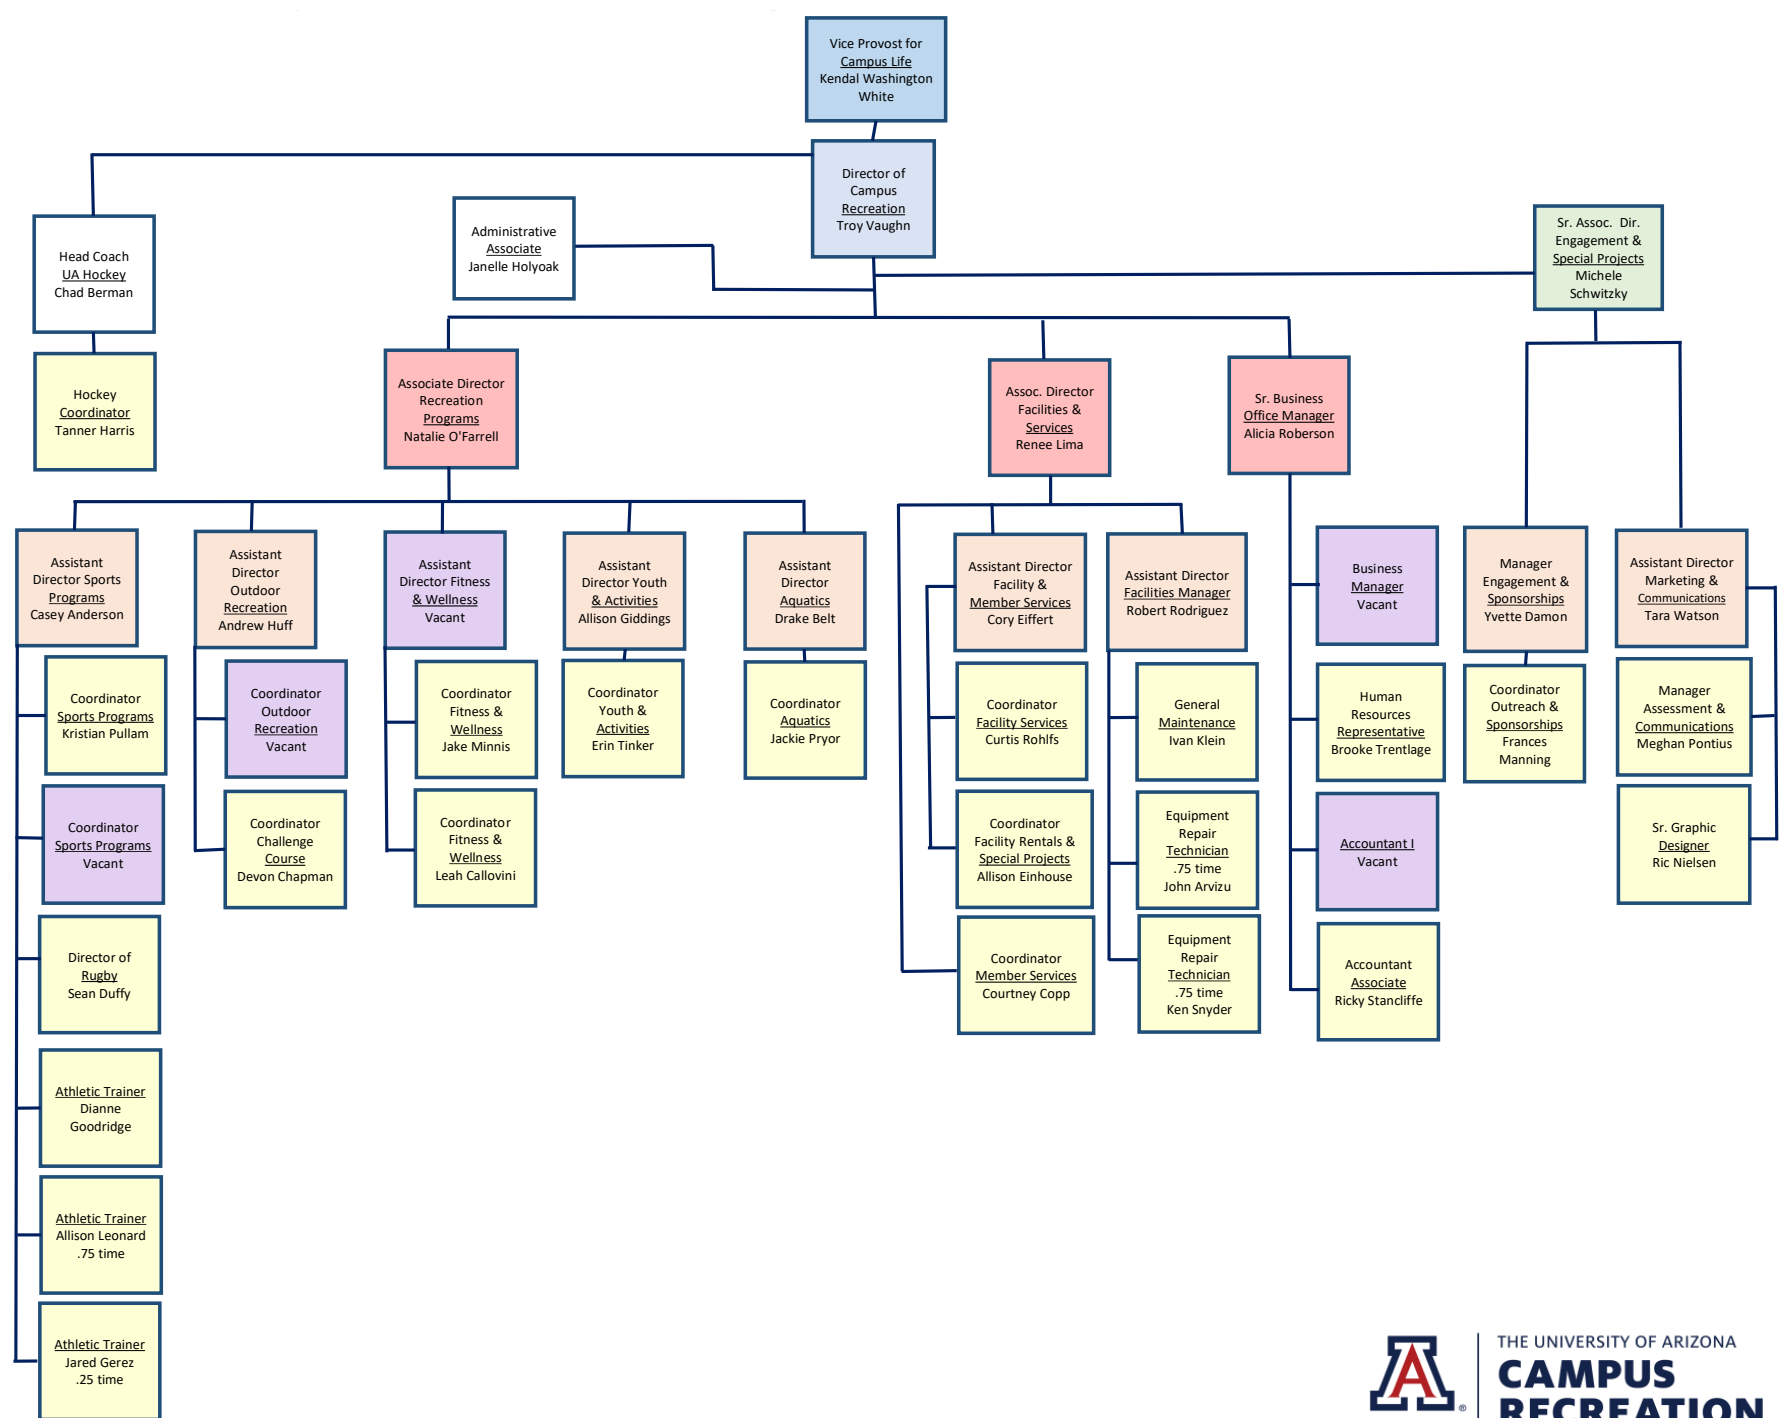 Vice Provost for
Campus Life
Kendal Washington
White
Director of
Campus
Recreation
Troy Vaughn
Administrative
Associate
Janelle Holyoak
Sr. Assoc. Dir.
Engagement &
Special Projects
Michele
Schwitzky
Head Coach
UA Hockey
Chad Berman
Hockey
Coordinator
Tanner Harris
Associate Director
Recreation
Programs
Natalie O'Farrell
Assoc. Director
Facilities &
Services
Renee Lima
Sr. Business
Office Manager
Alicia Roberson
Assistant
Director Sports
Programs
Casey Anderson
Assistant
Director
Outdoor
Recreation
Andrew Huff
Assistant
Director Fitness
& Wellness
Vacant
Assistant
Director Youth
& Activities
Allison Giddings
Assistant
Director
Aquatics
Drake Belt
Assistant Director
Facility &
Member Services
Cory Eiffert
Assistant Director
Facilities Manager
Robert Rodriguez
Business
Manager
Vacant
Manager
Engagement &
Sponsorships
Yvette Damon
Assistant Director
Marketing &
Communications
Tara Watson
Coordinator
Sports Programs
Kristian Pullam
Coordinator
Outdoor
Recreation
Vacant
Coordinator
Fitness &
Wellness
Jake Minnis
Coordinator
Youth &
Activities
Erin Tinker
Coordinator
Aquatics
Jackie Pryor
Coordinator
Facility Services
Curtis Rohlfs
General
Maintenance
Ivan Klein
Human
Resources
Representative
Brooke Trentlage
Coordinator
Outreach &
Sponsorships
Frances
Manning
Manager
Assessment &
Communications
Meghan Pontius
Coordinator
Sports Programs
Vacant
Coordinator
Challenge
Course
Devon Chapman
Coordinator
Fitness &
Wellness
Leah Callovini
Coordinator
Facility Rentals &
Special Projects
Allison Einhouse
Equipment
Repair
Technician
.75 time
John Arvizu
Accountant I
Vacant
Sr. Graphic
Designer
Ric Nielsen
Director of
Rugby
Sean Duffy
Coordinator
Member Services
Courtney Copp
Equipment
Repair
Technician
.75 time
Ken Snyder
Accountant
Associate
Ricky Stancliffe
Athletic Trainer
Dianne
Goodridge
Athletic Trainer
Allison Leonard
.75 time
Athletic Trainer
Jared Gerez
.25 time
A ®
THE UNIVERSITY OF ARIZONA
CAMPUS
RECREATION